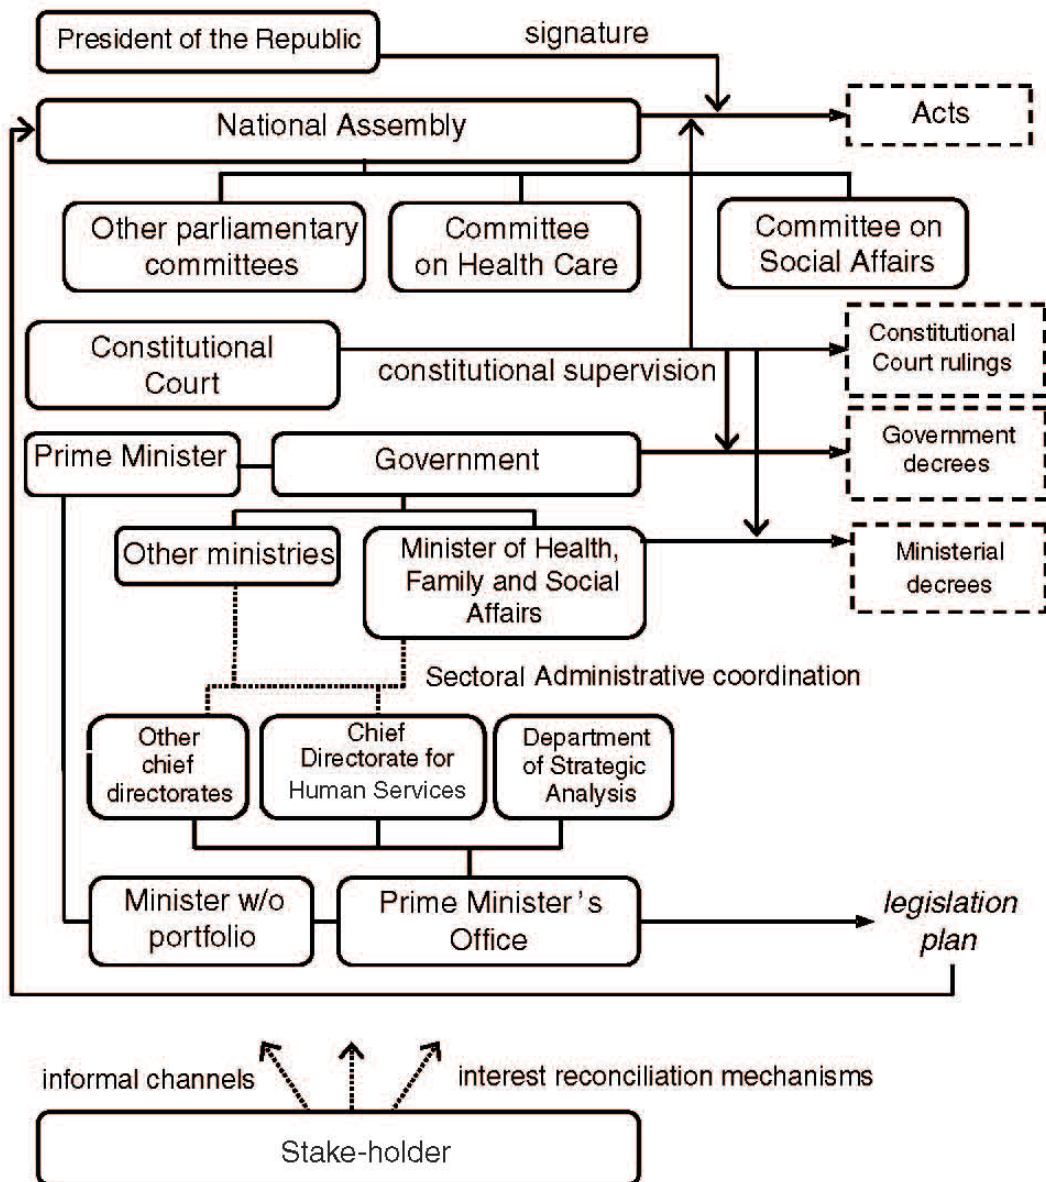 President of the Republic
signature
National Assembly
Acts
Other parliamentary
committees
Committee
on Health Care
Committee on
Social Affairs
Constitutional
Court
constitutional supervision
Constitutional
Court rulings
Prime Minister
Government
Government
decrees
Other ministries
Minister of Health,
Family and Social
Affairs
Ministerial
decrees
Sectoral Administrative coordination
Other
chief
directorates
Chief
Directorate for
Human Services
Department
of Strategic
Analysis
Minister w/o
portfolio
Prime Minister's
Office
legislation
plan
informal channels
interest reconciliation mechanisms
Stake-holder